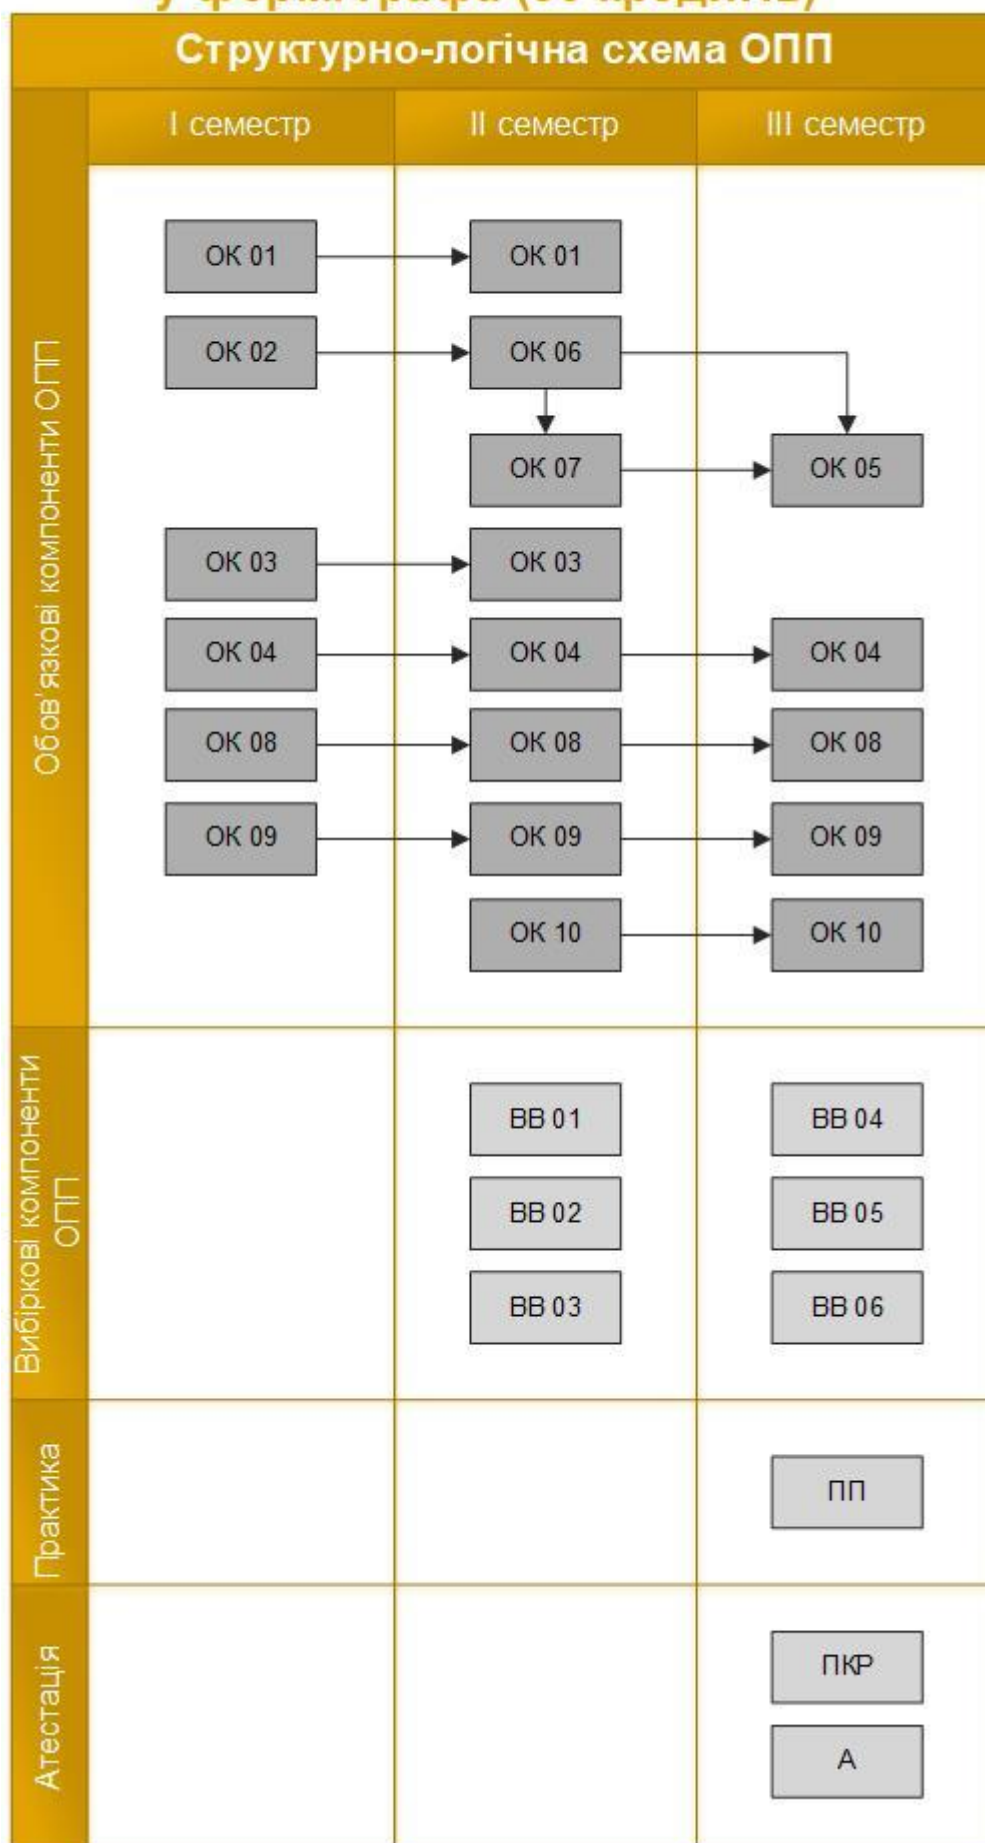 Структурно-логічна схема ОПП
І семестр
ІІ семестр
ІІІ семестр
Обов'язкові компоненти ОПП
ОК 01
ОК 01
ОК 02
ОК 06
ОК 07
ОК 05
ОК 03
ОК 03
ОК 04
ОК 04
ОК 04
ОК 08
ОК 08
ОК 08
ОК 09
ОК 09
ОК 09
ОК 10
ОК 10
Вибіркові компоненти
ОПП
ВВ 01
ВВ 04
ВВ 02
ВВ 05
ВВ 03
ВВ 06
Практика
ПП
Атестація
ПКР
А